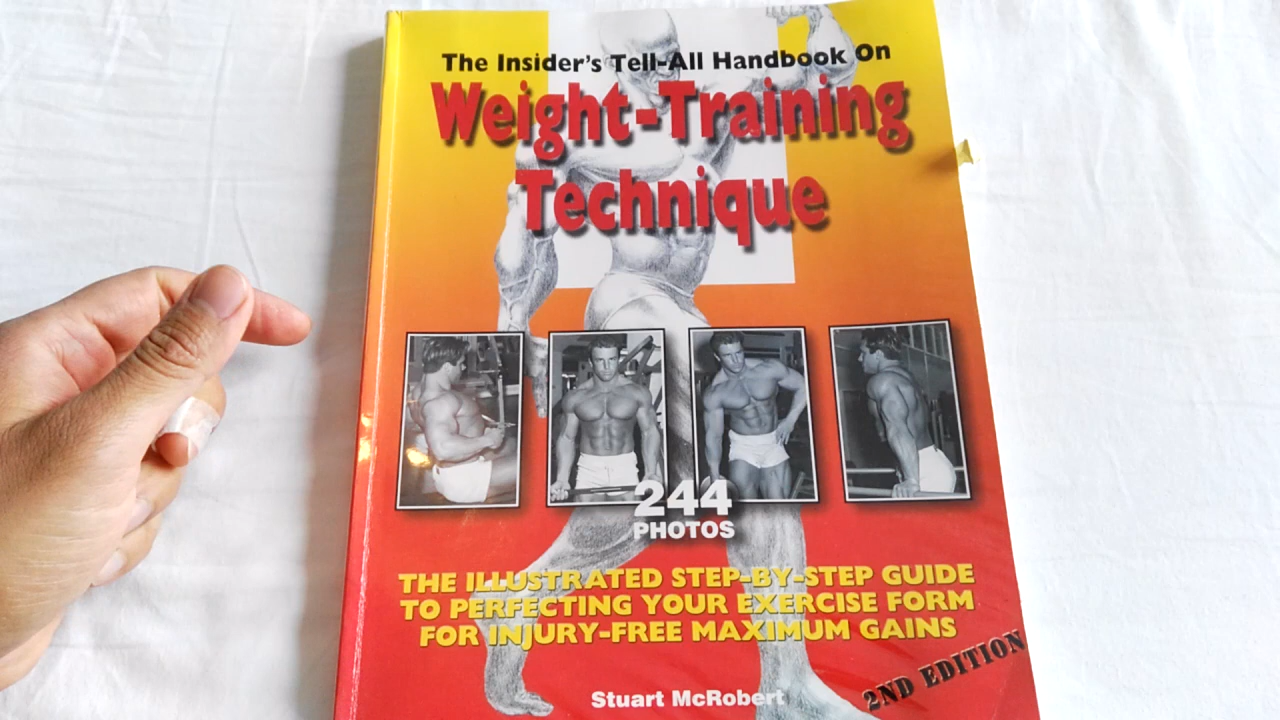 The Insider's Tell-All Handbook On
Weight-Training
Technique
244
PHOTOS
THE ILLUSTRATED STEP-BY-STEP GUIDE
TO PERFECTING YOUR EXERCISE FORM
FOR INJURY-FREE MAXIMUM GAINS
2ND EDITION
Stuart McRobert